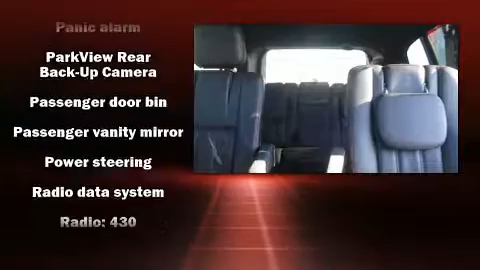 Panic alarm
ParkView Rear
Back-Up Camera
Passenger door bin
Passenger vanity mirror
Power steering
Radio data system
Radio: 430